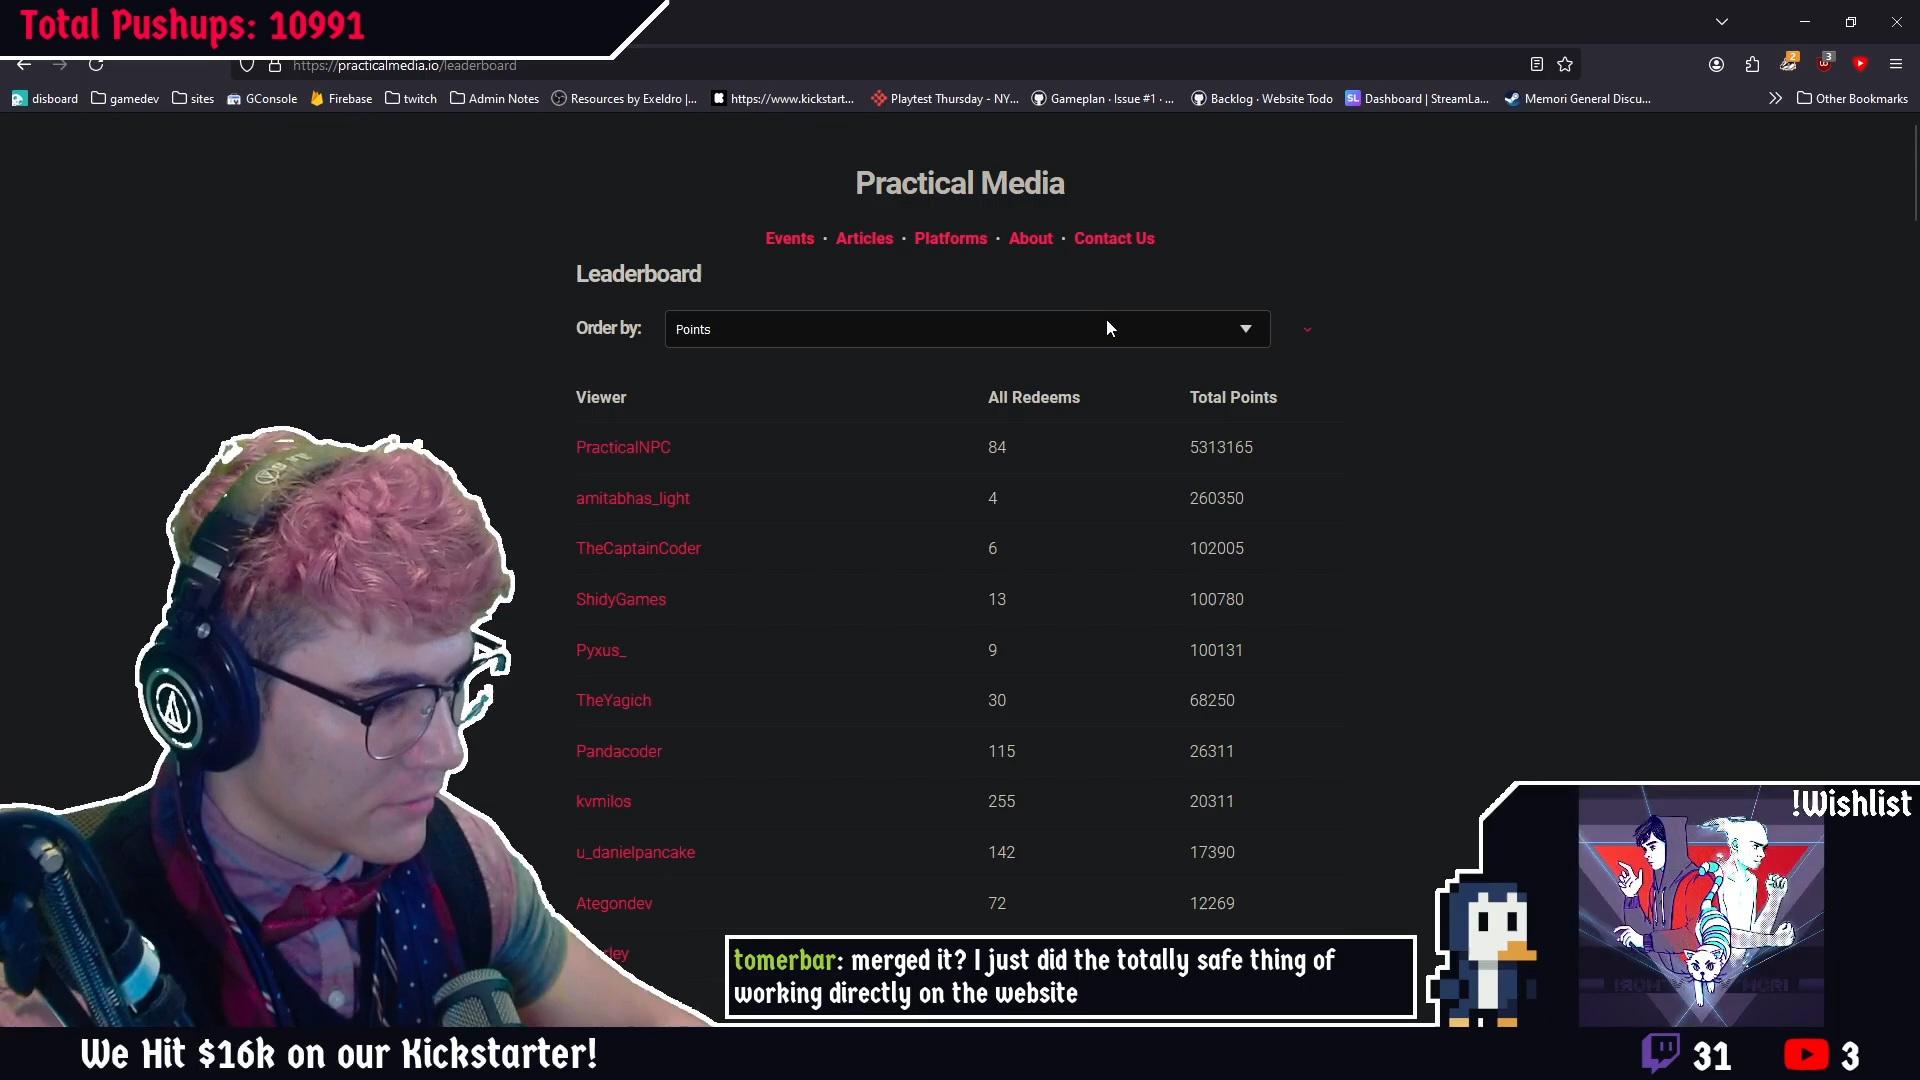 Total Pushups: 10991
https://practicalmedia.io/leaderboard
2
3
disboard
gamedev
sites
GConsole
Firebase
twitch
Admin Notes
Resources by Exeldro |...
https://www.kickstart...
Playtest Thursday - NY...
Gameplan · Issue #1 · ...
Backlog · Website Todo
SL
Dashboard | StreamLa...
Memori General Discu...
Other Bookmarks
Practical Media
Events · Articles · Platforms · About · Contact Us
Leaderboard
Order by:
Points
Viewer All Redeems Total Points
PracticalNPC 84 5313165
amitabhas_light 4 260350
TheCaptainCoder 6 102005
ShidyGames 13 100780
Pyxus_ 9 100131
TheYagich 30 68250
Pandacoder 115 26311
kvmilos 255 20311
u_danielpancake 142 17390
Ategondev 72 12269
!Wishlist
tomerbar: merged it? I just did the totally safe thing of
working directly on the website
We Hit $16k on our Kickstarter!
31
3